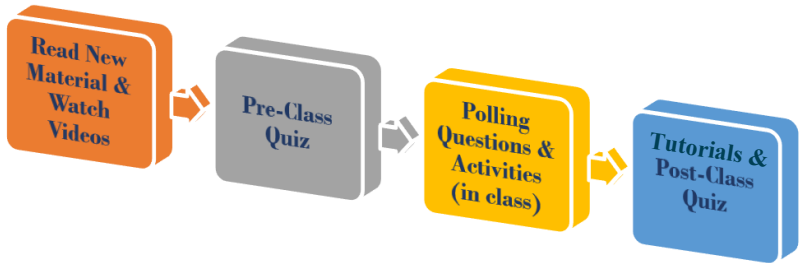 Read New
Material &
Watch
Videos
Pre-Class
Quiz
Polling
Questions &
Activities
(in class)
Tutorials &
Post-Class
Quiz